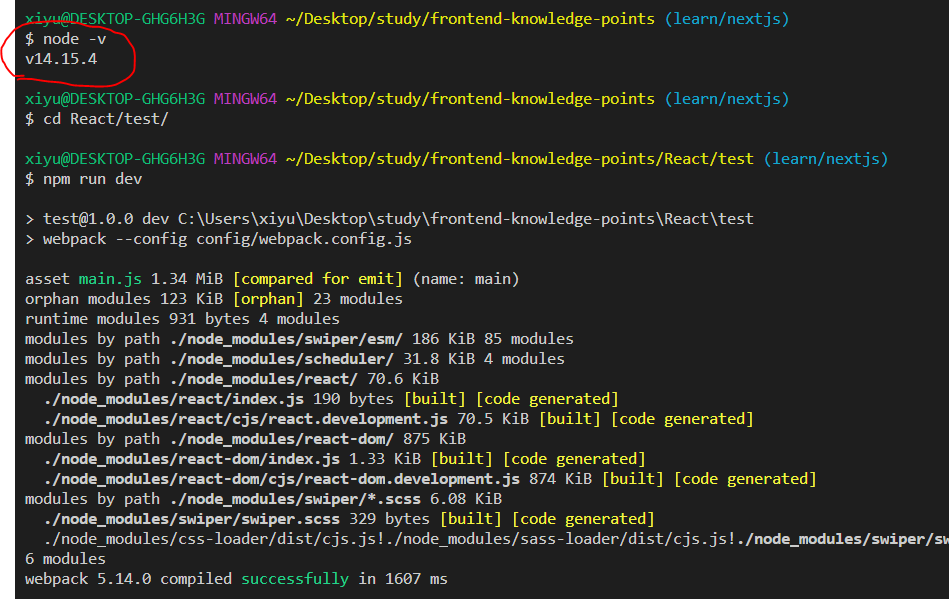 xiyu@DESKTOP-GHG6H3G MINGW64 ~/Desktop/study/frontend-knowledge-points (learn/nextjs)
$ node -v
v14.15.4
xiyu@DESKTOP-GHG6H3G MINGW64 ~/Desktop/study/frontend-knowledge-points (learn/nextjs)
$ cd React/test/
xiyu@DESKTOP-GHG6H3G MINGW64 ~/Desktop/study/frontend-knowledge-points/React/test (learn/nextjs)
$ npm run dev
> test@1.0.0 dev C:\Users\xiyu\Desktop\study\frontend-knowledge-points\React\test
> webpack --config config/webpack.config.js
asset main.js 1.34 MiB [compared for emit] (name: main)
orphan modules 123 KiB [orphan] 23 modules
runtime modules 931 bytes 4 modules
modules by path ./node_modules/swiper/esm/ 186 KiB 85 modules
modules by path ./node_modules/scheduler/ 31.8 KiB 4 modules
modules by path ./node_modules/react/ 70.6 KiB
./node_modules/react/index.js 190 bytes [built] [code generated]
./node_modules/react/cjs/react.development.js 70.5 KiB [built] [code generated]
modules by path ./node_modules/react-dom/ 875 KiB
./node_modules/react-dom/index.js 1.33 KiB [built] [code generated]
./node_modules/react-dom/cjs/react-dom.development.js 874 KiB [built] [code generated]
modules by path ./node_modules/swiper/*.scss 6.08 KiB
./node_modules/swiper/swiper.scss 329 bytes [built] [code generated]
./node_modules/css-loader/dist/cjs.js!./node_modules/sass-loader/dist/cjs.js!./node_modules/swiper/sw
6 modules
webpack 5.14.0 compiled successfully in 1607 ms